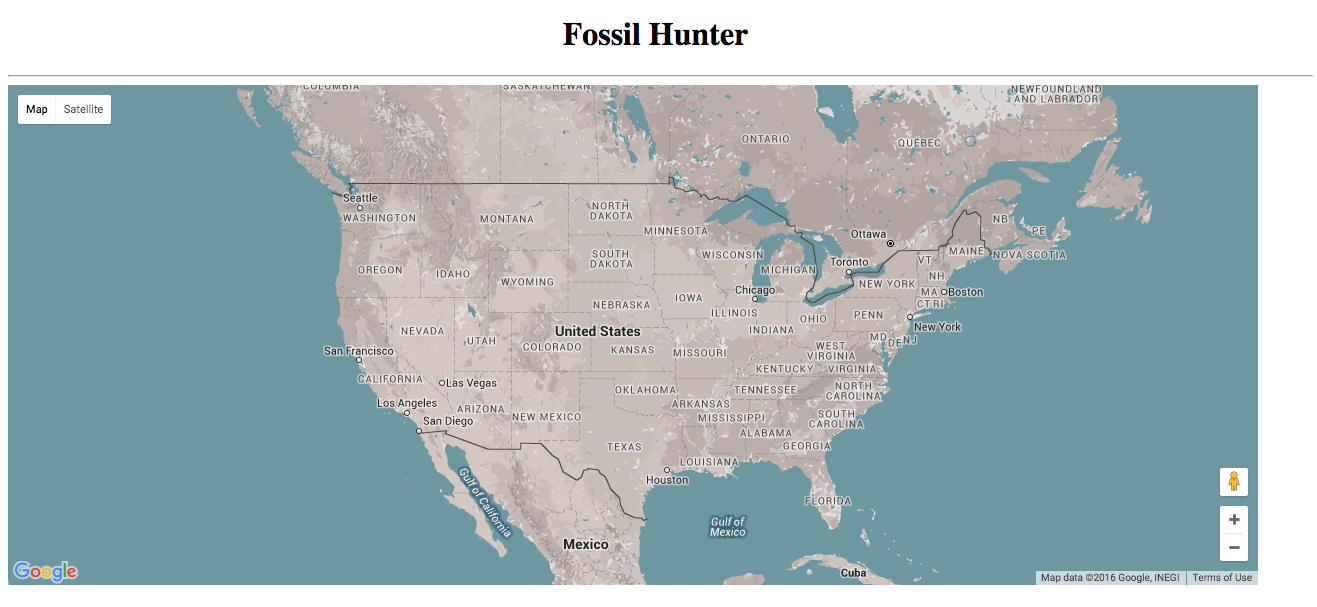 Fossil Hunter
Map Satellite
COLUMBIA
SASKATCHEWAN
NEWFOUNDLAND
AND LABRADOR
ONTARIO
QUÉBEC
Seattle
WASHINGTON
MONTANA
NORTH
DAKOTA
MINNESOTA
Ottawa
NB
PE
MAINE
NOVA SCOTIA
OREGON
IDAHO
WYOMING
SOUTH
DAKOTA
WISCONSIN
MICHIGAN
Toronto
VT
NH
NEW YORK
MA
Boston
CT RI
Chicago
IOWA
NEBRASKA
ILLINOIS
INDIANA
OHIO
PENN
New York
NEVADA
UTAH
United States
COLORADO
KANSAS
MISSOURI
WEST
VIRGINIA
MD
DE
NJ
San Francisco
CALIFORNIA
Las Vegas
KENTUCKY
VIRGINIA
OKLAHOMA
TENNESSEE
NORTH
CAROLINA
Los Angeles
ARIZONA
NEW MEXICO
ARKANSAS
MISSISSIPPI
SOUTH
CAROLINA
San Diego
ALABAMA
GEORGIA
TEXAS
LOUISIANA
Houston
FLORIDA
Gulf of California
Gulf of
Mexico
Mexico
Cuba
Google
Map data ©2016 Google, INEGI
Terms of Use